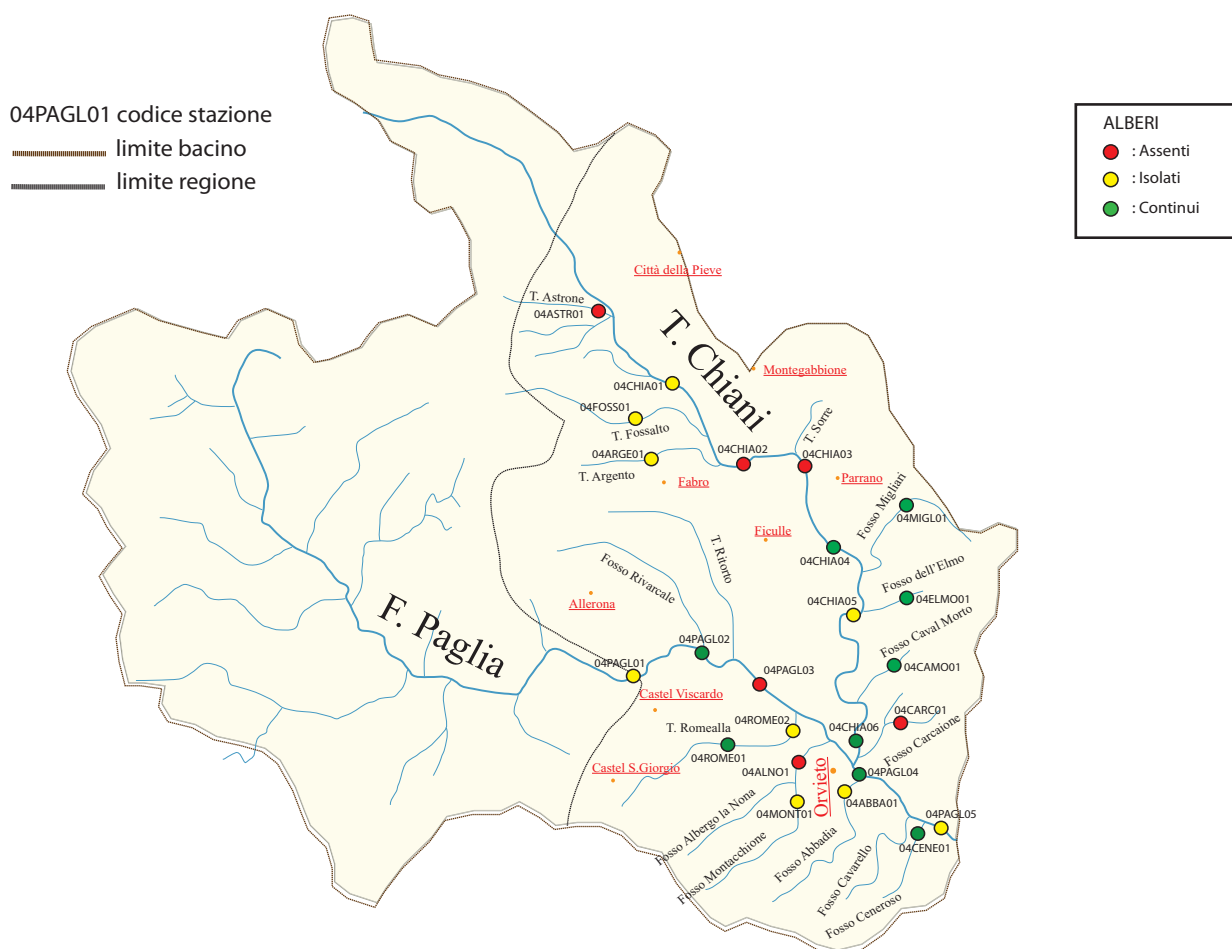 04PAGL01 codice stazione
limite bacino
limite regione
ALBERI
: Assenti
: Isolati
: Continui
Città della Pieve
T. Astrone
04ASTR01
T. Chiani
Montegabbione
04CHIA01
04FOSS01
T. Fossalto
T. Sorre
04CHIA02
04CHIA03
04ARGE01
T. Argento
Fabro
Parrano
Fosso Migliari
04MIGL01
Ficulle
T. Ritorto
04CHIA04
Fosso dell'Elmo
Fosso Rivarcale
Allerona
04CHIA05
04ELMO01
F. Paglia
Fosso Caval Morto
04PAGL02
04PAGL01
04PAGL03
04CAMO01
Castel Viscardo
04CARC01
04ROME02
T. Romealla
04CHIA06
Fosso Carcaione
04ROME01
Castel S.Giorgio
04ALNO1
Orvieto
04PAGL04
04ABBA01
Fosso Albergo la Nona
04MONT01
04PAGL05
Fosso Montacchione
Fosso Abbadia
04CENE01
Fosso Cavarello
Fosso Ceneroso